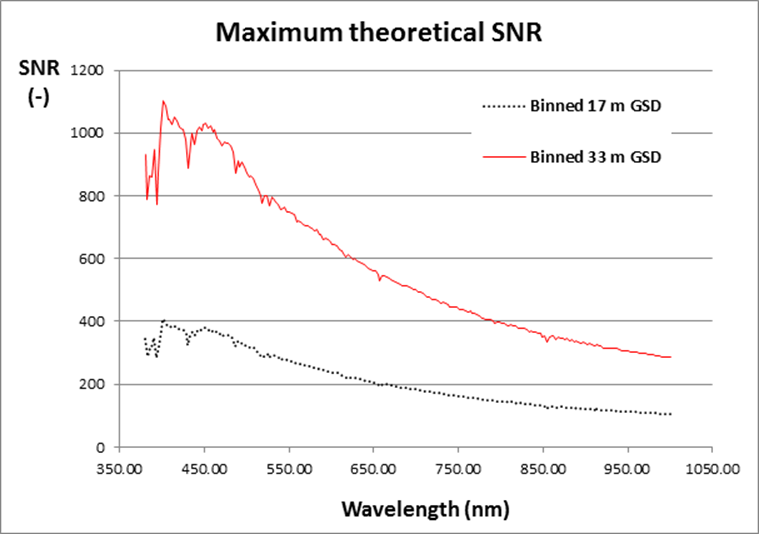 Maximum theoretical SNR
SNR
(-)
1200
1000
800
600
400
200
0
Binned 17 m GSD
Binned 33 m GSD
350.00 450.00 550.00 650.00 750.00 850.00 950.00 1050.00
Wavelength (nm)